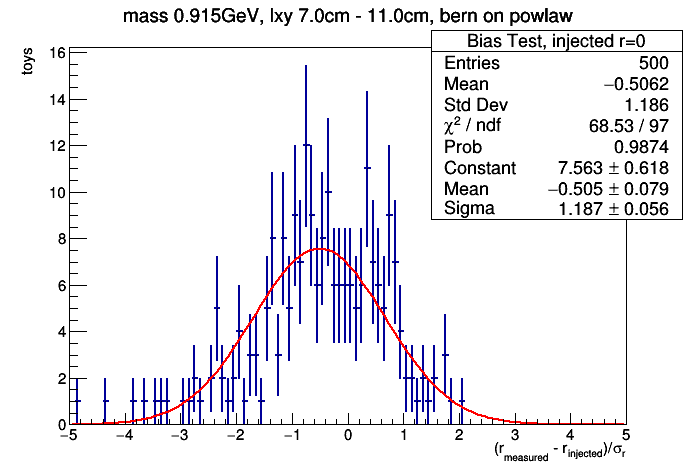 mass 0.915GeV, lxy 7.0cm - 11.0cm, bern on powlaw
Bias Test, injected r=0
Entries 500
Mean −0.5062
Std Dev 1.186
χ² / ndf 68.53 / 97
Prob 0.9874
Constant 7.563 ± 0.618
Mean −0.505 ± 0.079
Sigma 1.187 ± 0.056
toys
16
14
12
10
8
6
4
2
0
−5 −4 −3 −2 −1 0 1 2 3 4 5
(r_measured - r_injected)/σ_r